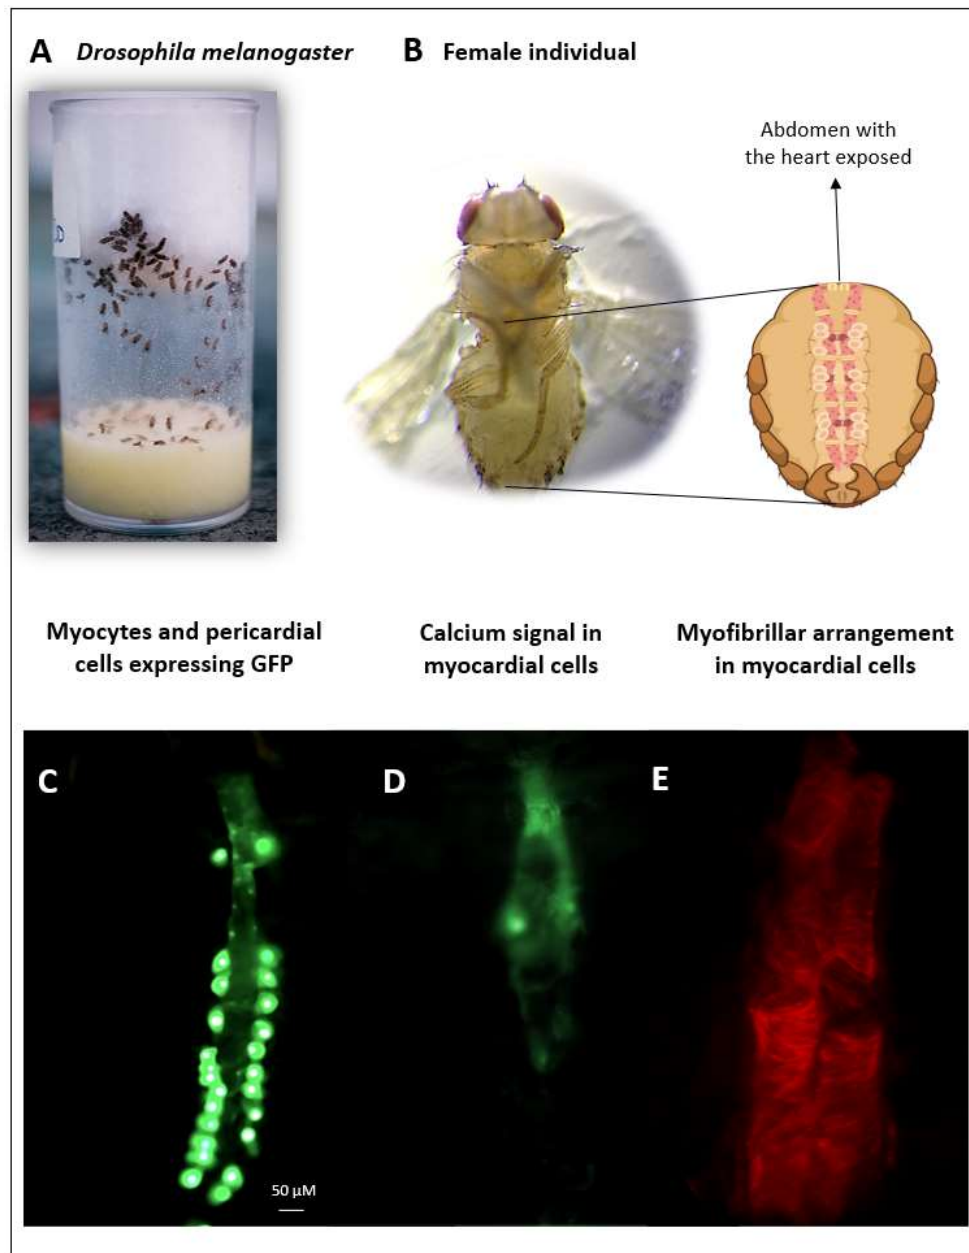 A Drosophila melanogaster
B Female individual
Abdomen with
the heart exposed
Myocytes and pericardial
cells expressing GFP
Calcium signal in
myocardial cells
Myofibrillar arrangement
in myocardial cells
C
D
E
50 µM